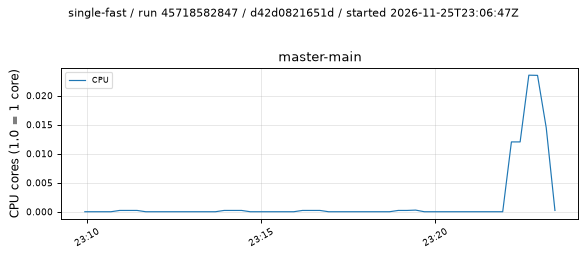 single-fast / run 45718582847 / d42d0821651d / started 2026-11-25T23:06:47Z
master-main
CPU
CPU cores (1.0 = 1 core)
0.020
0.015
0.010
0.005
0.000
23:10
23:15
23:20